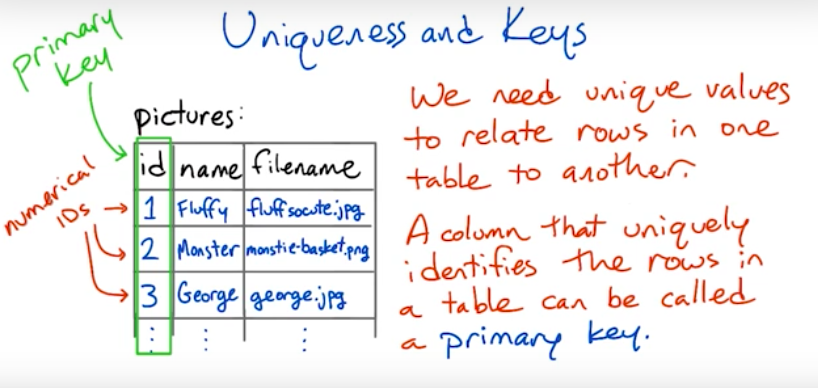 Uniqueness and Keys
primary
key
pictures:
id name filename
1 Fluffy fluffsocute.jpg
2 Monster monstie-basket.png
3 George george.jpg
numerical
IDs
We need unique values
to relate rows in one
table to another.
A column that uniquely
identifies the rows in
a table can be called
a primary key.